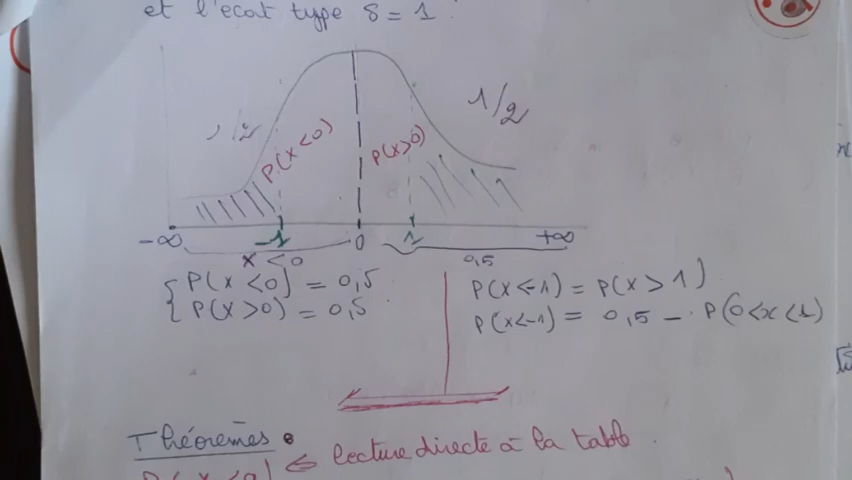 et l'ecat type δ = 1
1/2
1/2
P(X<0)
P(X>0)
-∞ -1 0 1 +∞
X < 0
0,5
{ P(X <0) = 0,5
{ P(X >0) = 0,5
P(X<-1) = P(X > 1)
P(X<-1) = 0,5 - P(0<x<1)
Théorèmes :
⇐ lecture directe à la table.